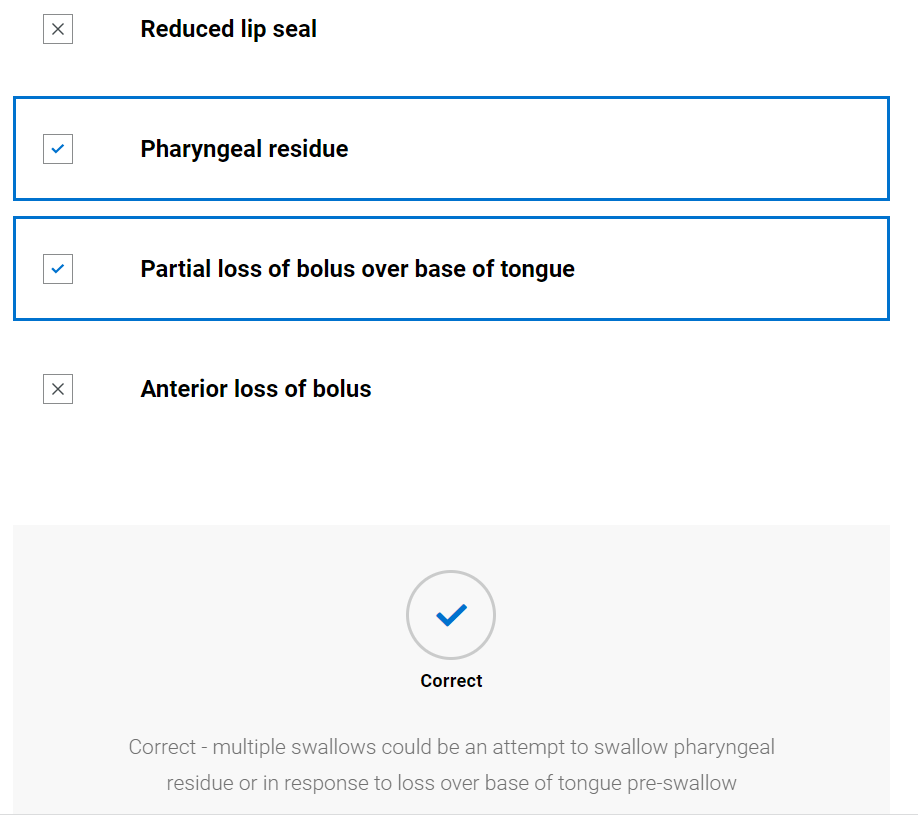 Reduced lip seal
Pharyngeal residue
Partial loss of bolus over base of tongue
Anterior loss of bolus
Correct
Correct - multiple swallows could be an attempt to swallow pharyngeal
residue or in response to loss over base of tongue pre-swallow